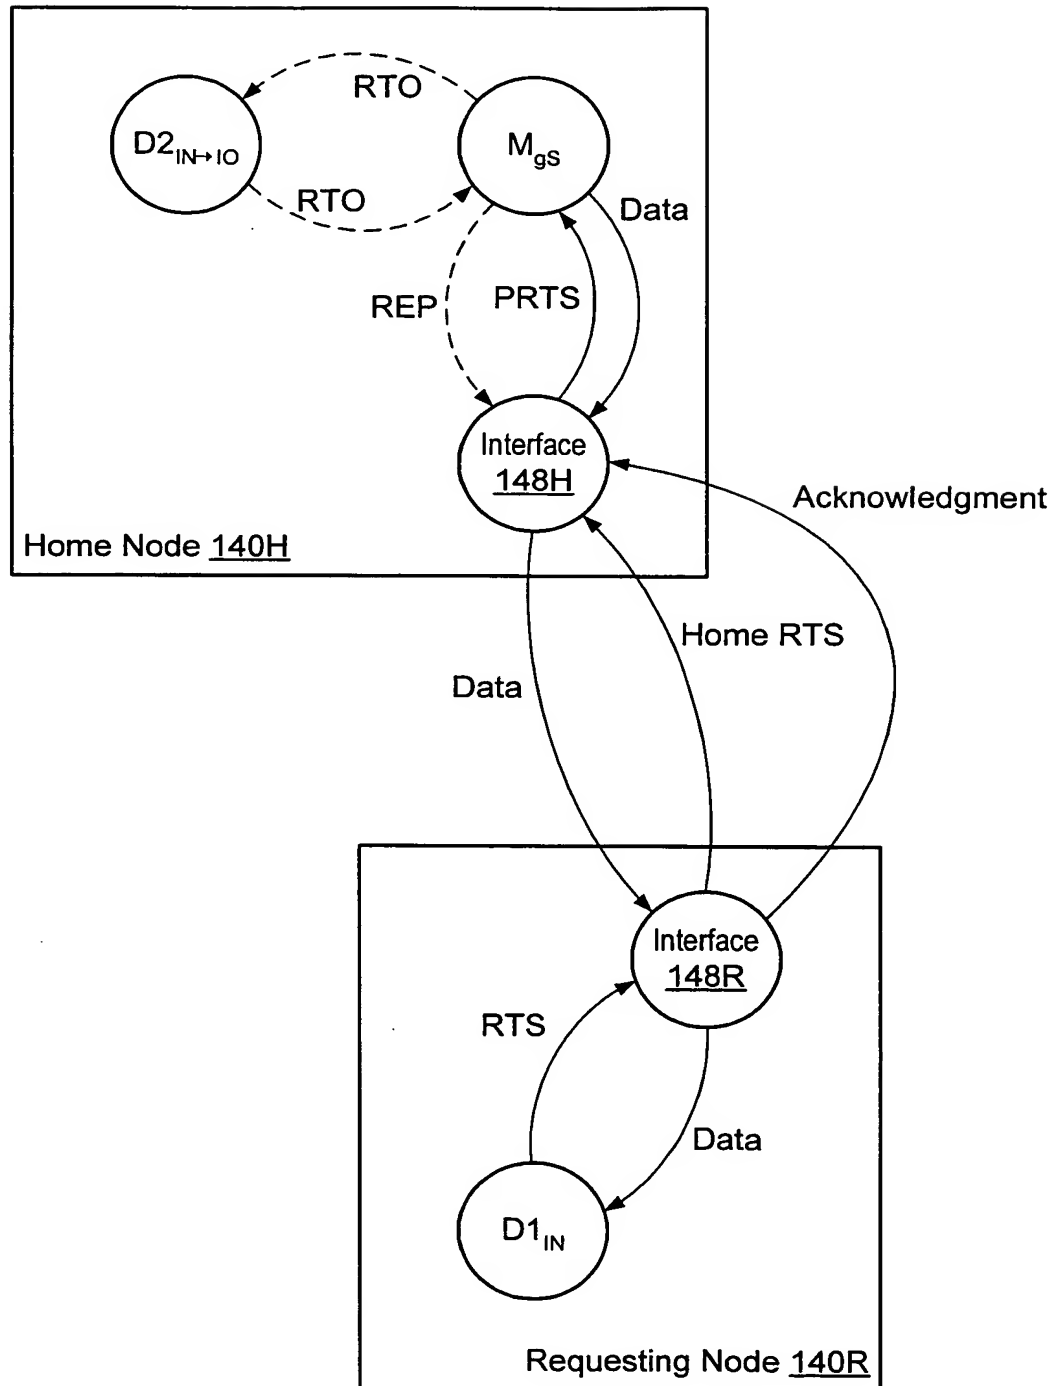 RTO
D2IN→IO
MgS
RTO
Data
REP
PRTS
Interface
148H
Acknowledgment
Home Node 140H
Home RTS
Data
Interface
148R
RTS
Data
D1IN
Requesting Node 140R